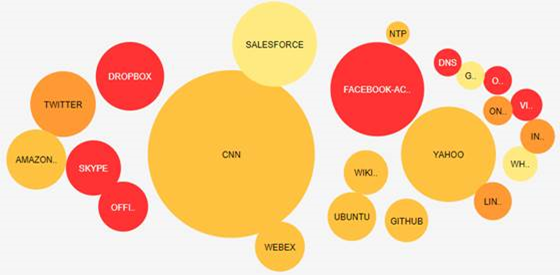 SALESFORCE
NTP
DROPBOX
DNS
G..
O..
FACEBOOK-AC..
TWITTER
ON..
VI..
IN..
CNN
YAHOO
AMAZON..
SKYPE
WIKI..
WH..
OFFI..
LIN..
UBUNTU
GITHUB
WEBEX